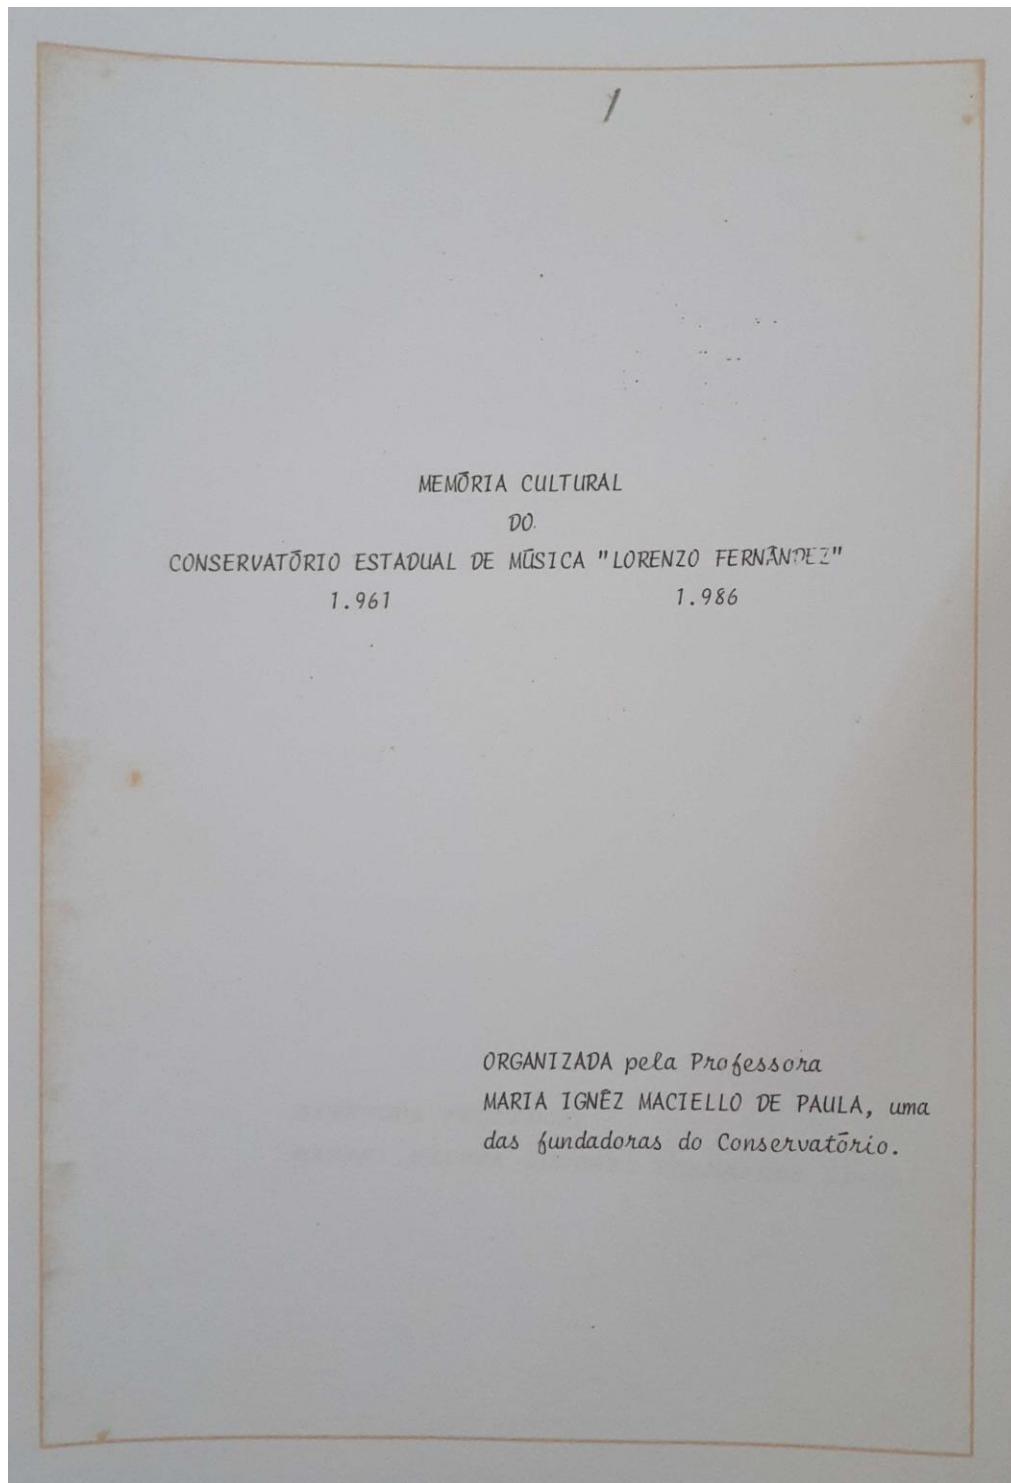 1
MEMÓRIA CULTURAL
DO
CONSERVATÓRIO ESTADUAL DE MÚSICA "LORENZO FERNÂNDEZ"
1.961 1.986
ORGANIZADA pela Professora
MARIA IGNÊZ MACIELLO DE PAULA, uma
das fundadoras do Conservatório.